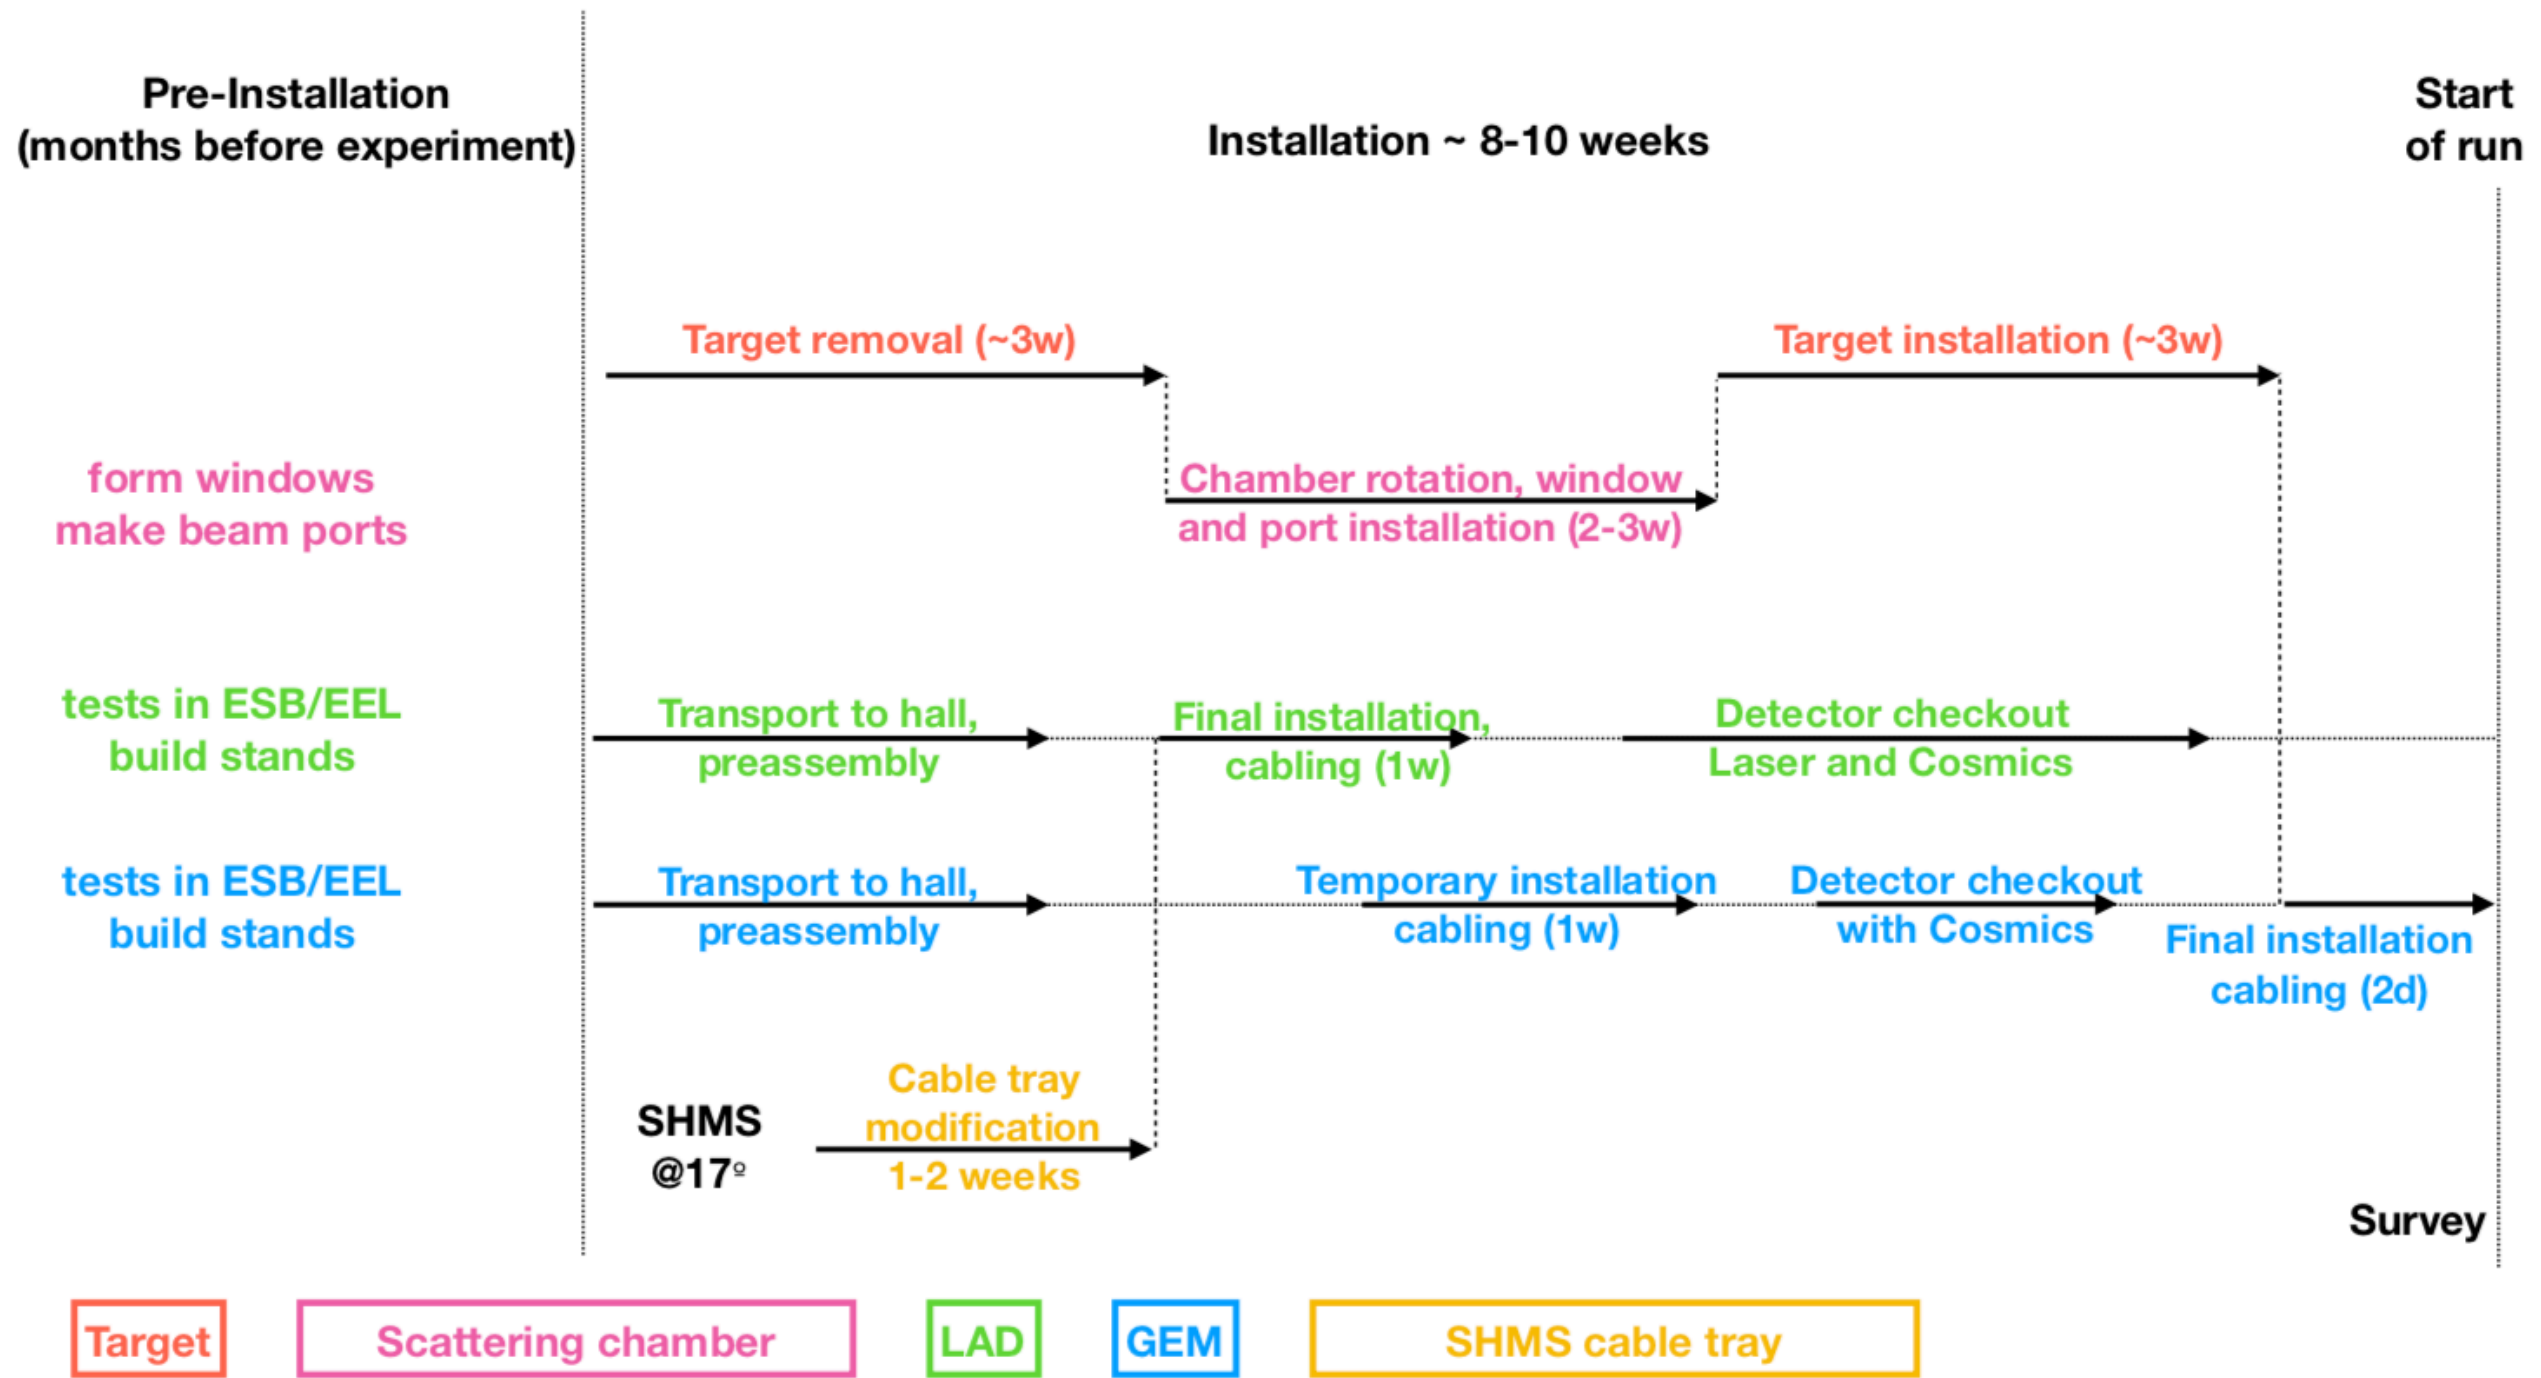 Pre-Installation
(months before experiment)
Installation ~ 8-10 weeks
Start
of run
Target removal (~3w)
Target installation (~3w)
form windows
make beam ports
Chamber rotation, window
and port installation (2-3w)
tests in ESB/EEL
build stands
Transport to hall,
preassembly
Final installation,
cabling (1w)
Detector checkout
Laser and Cosmics
tests in ESB/EEL
build stands
Transport to hall,
preassembly
Temporary installation
cabling (1w)
Detector checkout
with Cosmics
Final installation
cabling (2d)
SHMS
@17º
Cable tray
modification
1-2 weeks
Survey
Target
Scattering chamber
LAD
GEM
SHMS cable tray